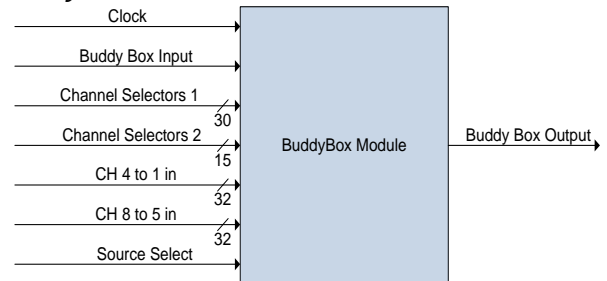 Clock
Buddy Box Input
Channel Selectors 1
30
Channel Selectors 2
15
CH 4 to 1 in
32
CH 8 to 5 in
32
Source Select
BuddyBox Module
Buddy Box Output